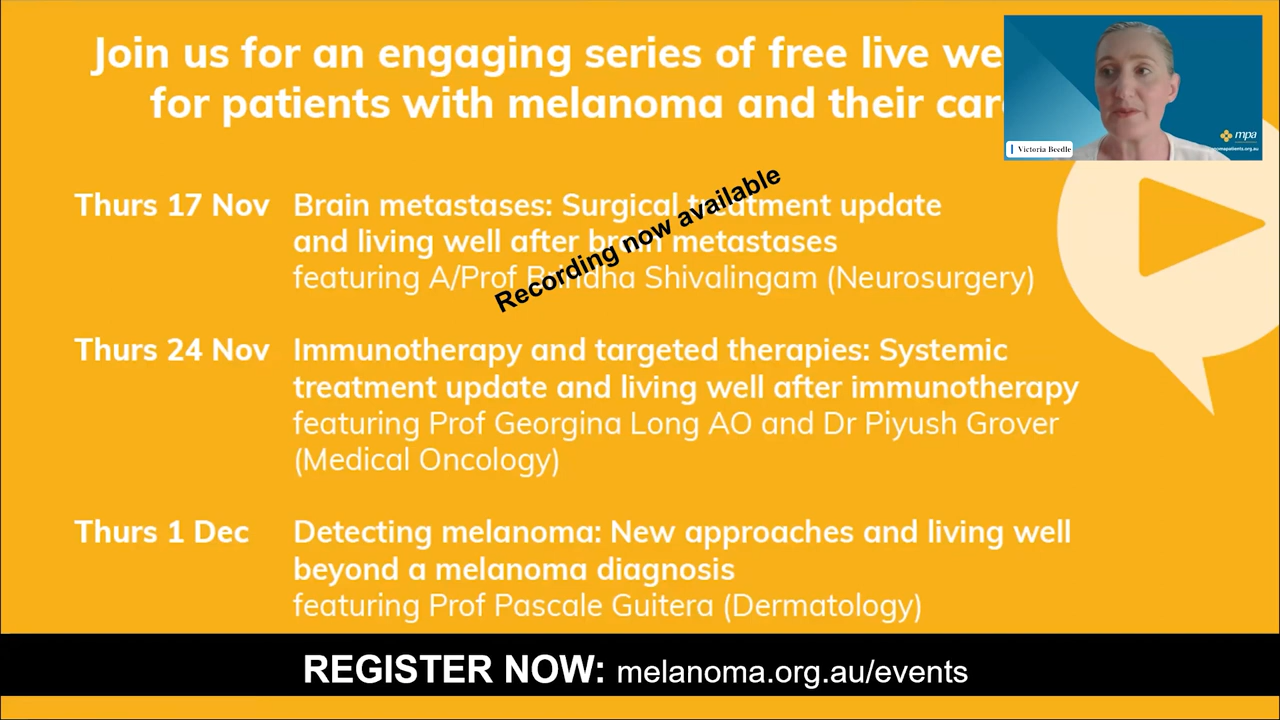 Join us for an engaging series of free live we
for patients with melanoma and their car
mpa
Victoria Beedle
Thurs 17 Nov Brain metastases: Surgical treatment update
and living well after brain metastases
featuring A/Prof Brindha Shivalingam (Neurosurgery)
Recording now available
Thurs 24 Nov Immunotherapy and targeted therapies: Systemic
treatment update and living well after immunotherapy
featuring Prof Georgina Long AO and Dr Piyush Grover
(Medical Oncology)
Thurs 1 Dec Detecting melanoma: New approaches and living well
beyond a melanoma diagnosis
featuring Prof Pascale Guitera (Dermatology)
REGISTER NOW: melanoma.org.au/events